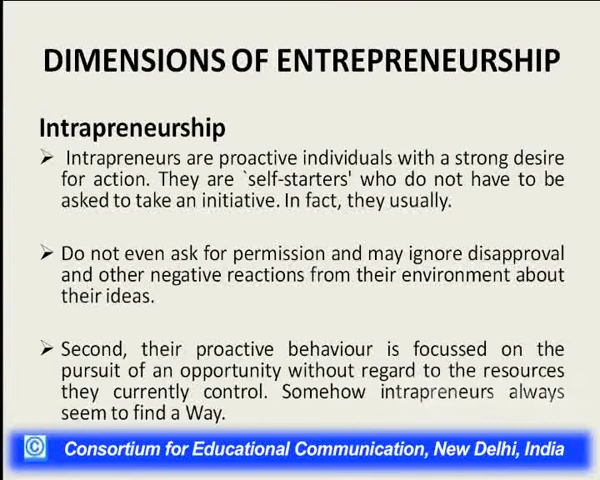 DIMENSIONS OF ENTREPRENEURSHIP
Intrapreneurship
➢ Intrapreneurs are proactive individuals with a strong desire
for action. They are `self-starters' who do not have to be
asked to take an initiative. In fact, they usually.
➢ Do not even ask for permission and may ignore disapproval
and other negative reactions from their environment about
their ideas.
➢ Second, their proactive behaviour is focussed on the
pursuit of an opportunity without regard to the resources
they currently control. Somehow intrapreneurs always
seem to find a Way.
© Consortium for Educational Communication, New Delhi, India